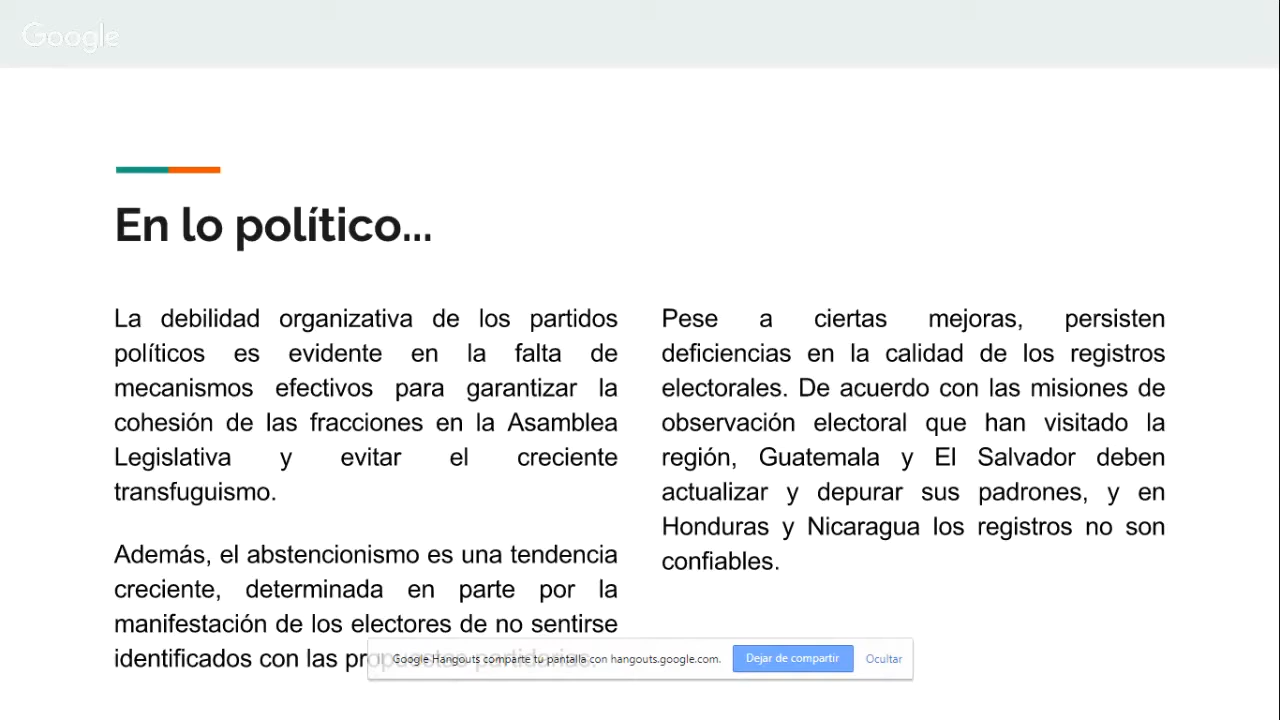 Google
En lo político...
La debilidad organizativa de los partidos
políticos es evidente en la falta de
mecanismos efectivos para garantizar la
cohesión de las fracciones en la Asamblea
Legislativa y evitar el creciente
transfuguismo.
Además, el abstencionismo es una tendencia
creciente, determinada en parte por la
manifestación de los electores de no sentirse
identificados con las propuestas partidarias.
Pese a ciertas mejoras, persisten
deficiencias en la calidad de los registros
electorales. De acuerdo con las misiones de
observación electoral que han visitado la
región, Guatemala y El Salvador deben
actualizar y depurar sus padrones, y en
Honduras y Nicaragua los registros no son
confiables.
Google Hangouts comparte tu pantalla con hangouts.google.com.
Dejar de compartir
Ocultar